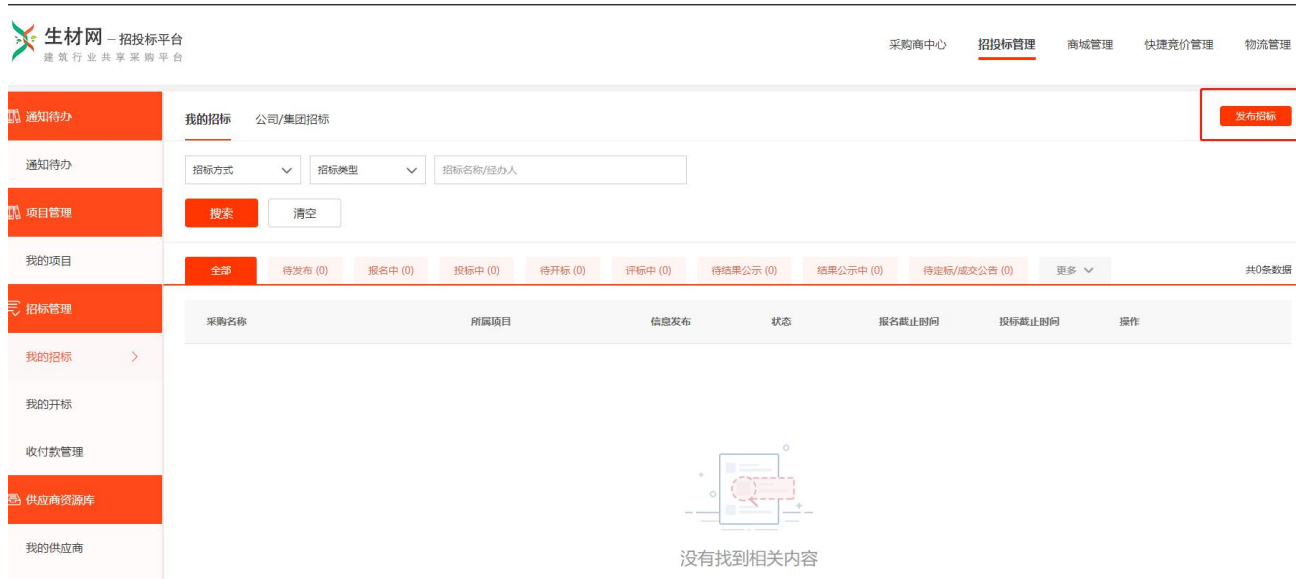 生材网 – 招投标平台
建筑行业共享采购平台
采购商中心 招投标管理 商城管理 快捷竞价管理 物流管理
通知待办
通知待办
项目管理
我的项目
招标管理
我的招标
我的开标
收付款管理
供应商资源库
我的供应商
我的招标 公司/集团招标
发布招标
招标方式 招标类型 招标名称/经办人
搜索 清空
全部 待发布 (0) 报名中 (0) 投标中 (0) 待开标 (0) 评标中 (0) 待结果公示 (0) 结果公示中 (0) 待定标/成交公告 (0) 更多 共0条数据
采购名称 所属项目 信息发布 状态 报名截止时间 投标截止时间 操作
没有找到相关内容